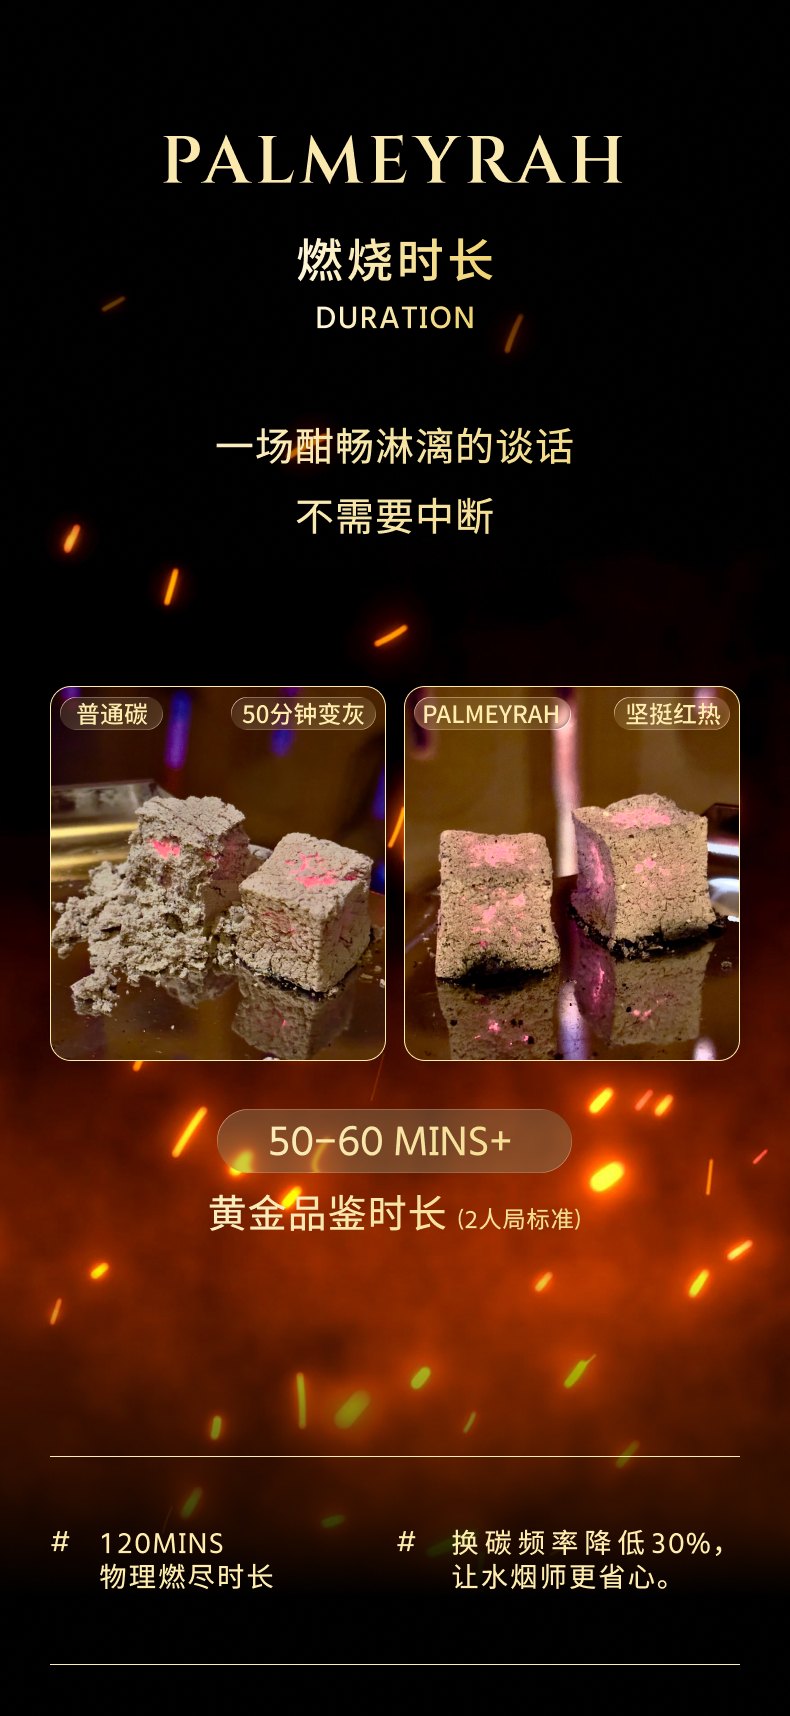 PALMEYRAH
燃烧时长
DURATION
一场酣畅淋漓的谈话
不需要中断
普通碳 50分钟变灰
PALMEYRAH 坚挺红热
50-60 MINS+
黄金品鉴时长 (2人局标准)
# 120MINS
物理燃尽时长
# 换碳频率降低30%,
让水烟师更省心。